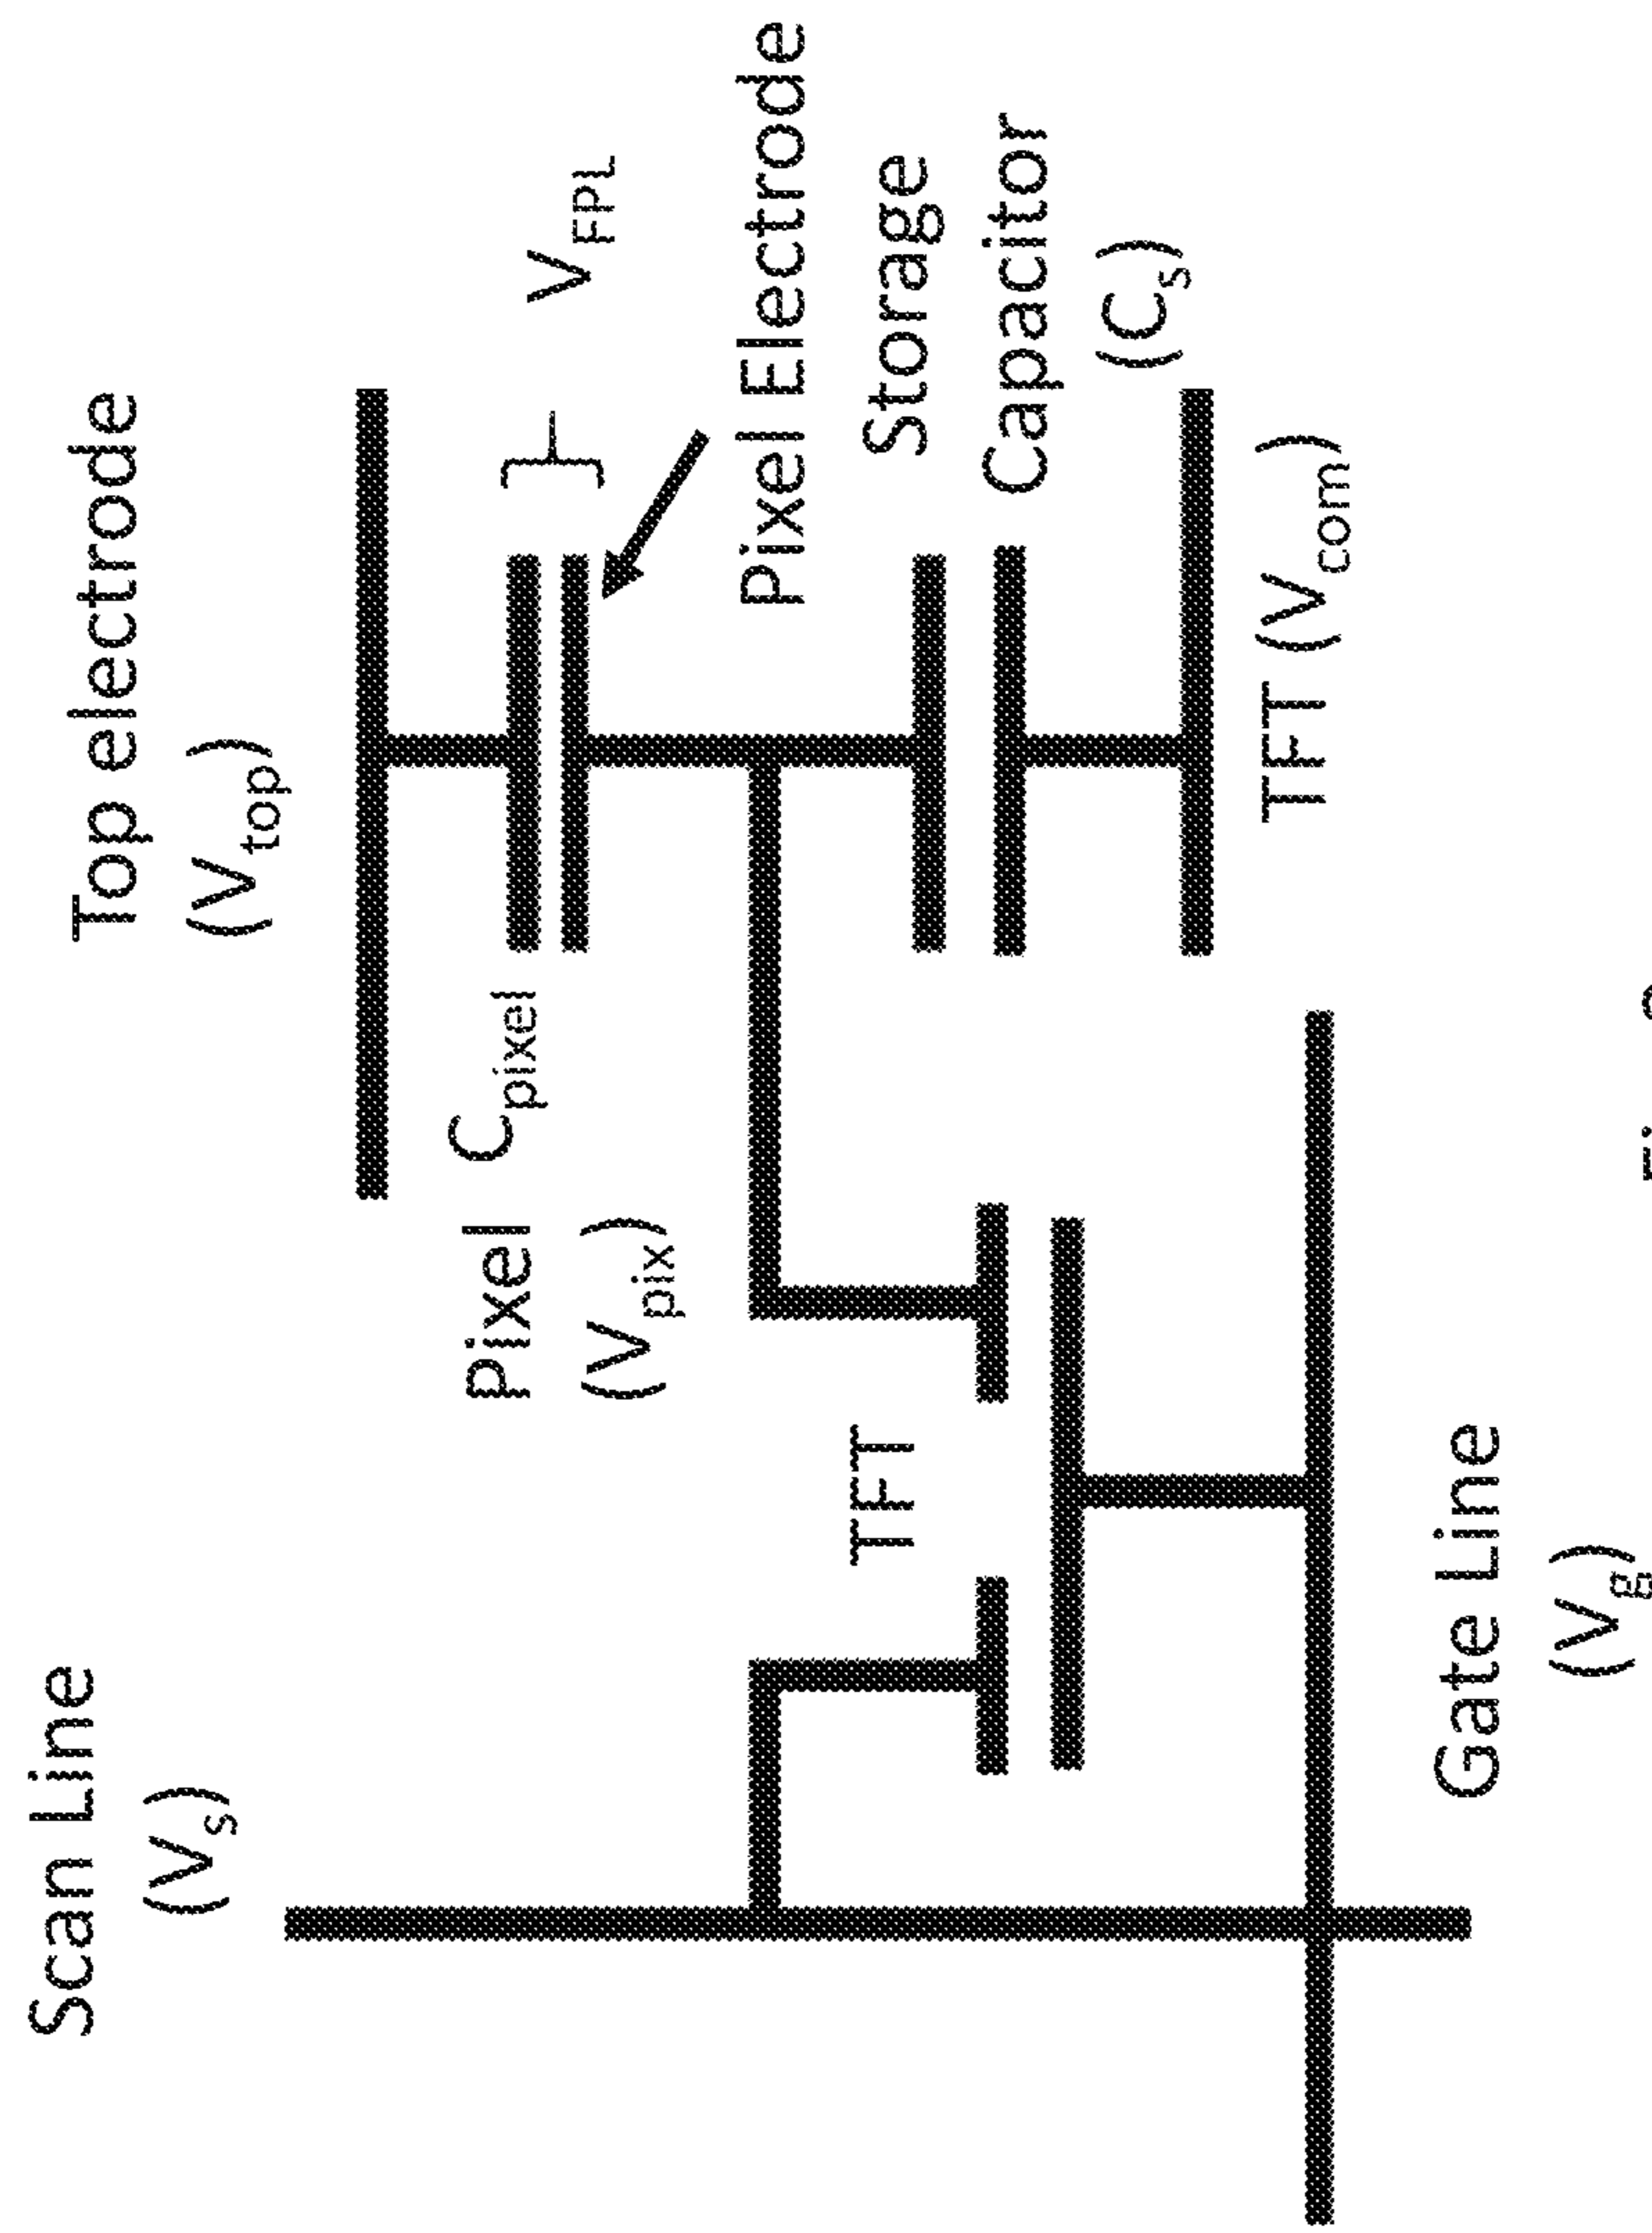 Scan Line
(Vs)
Top electrode
(Vtop)
Pixel Cpixel
(Vpix)
VFPL
Pixel Electrode
TFT
Storage
Capacitor
(Cs)
TFT (Vcom)
Gate Line
(Vg)